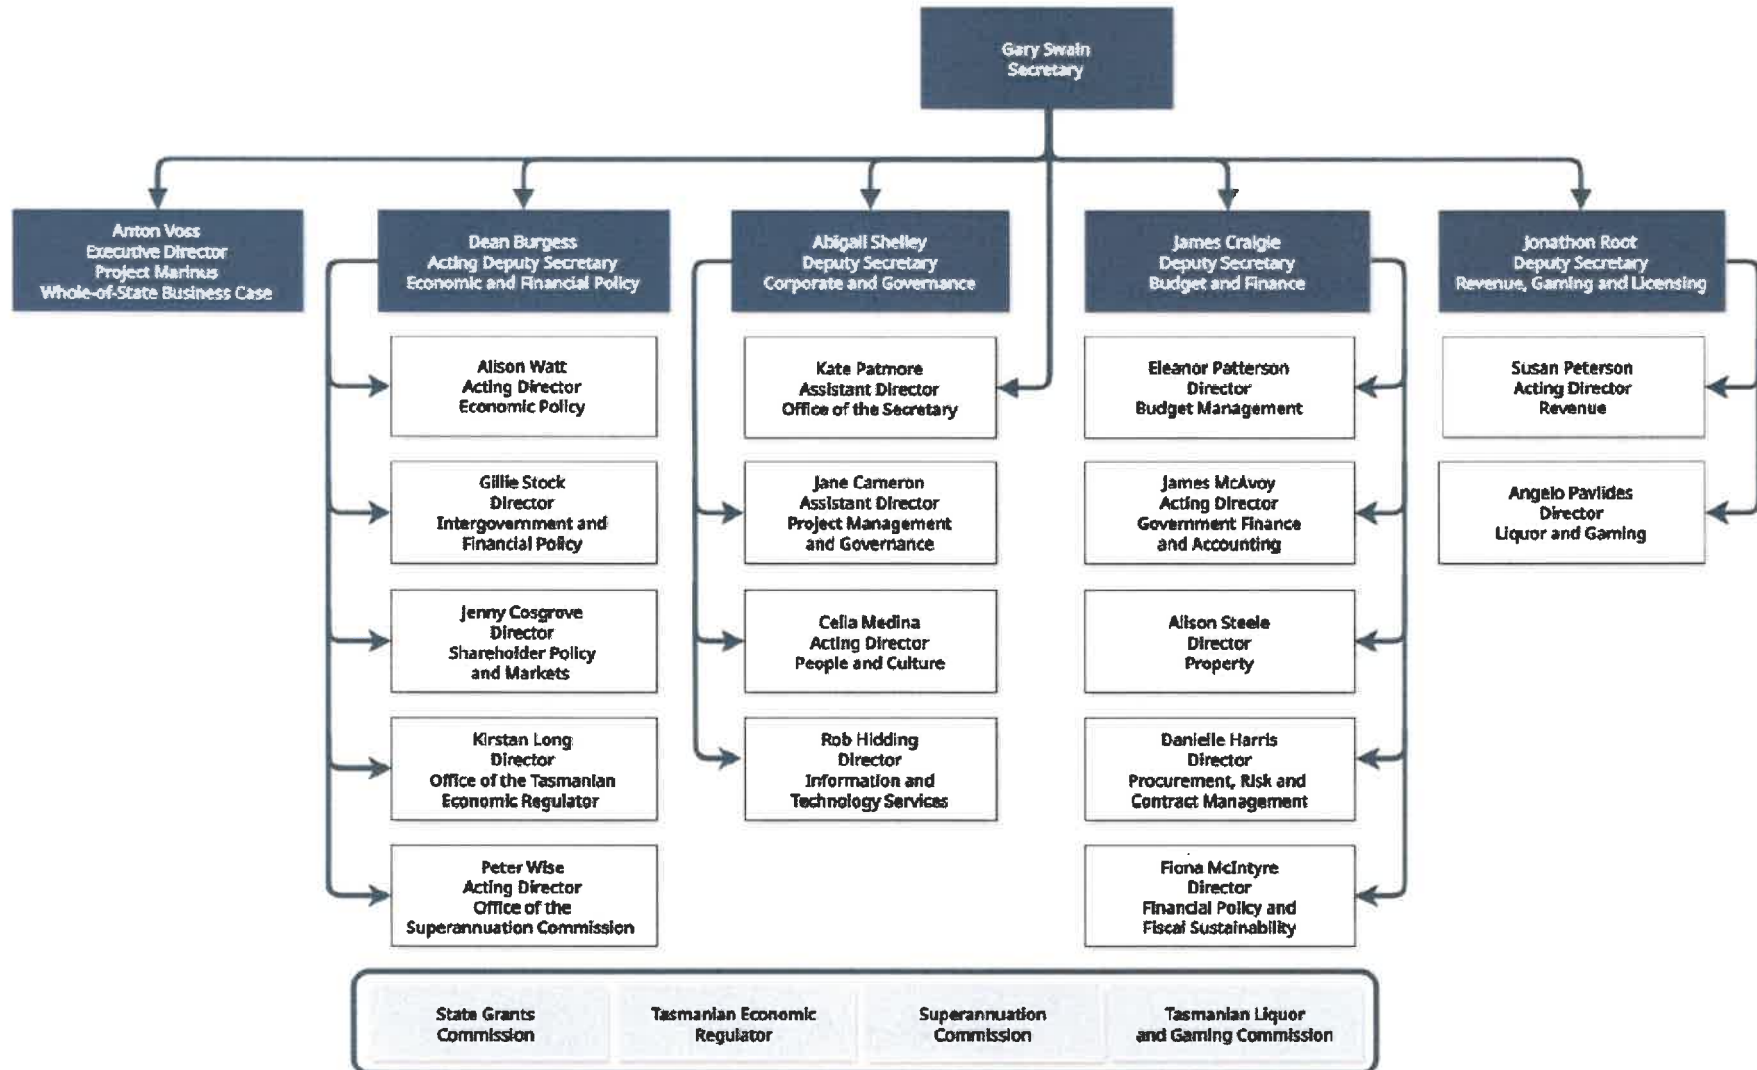 Gary Swain
Secretary
Anton Voss
Executive Director
Project Marinus
Whole-of-State Business Case
Dean Burgess
Acting Deputy Secretary
Economic and Financial Policy
Abigail Shelley
Deputy Secretary
Corporate and Governance
James Craigie
Deputy Secretary
Budget and Finance
Jonathon Root
Deputy Secretary
Revenue, Gaming and Licensing
Alison Watt
Acting Director
Economic Policy
Kate Patmore
Assistant Director
Office of the Secretary
Eleanor Patterson
Director
Budget Management
Susan Peterson
Acting Director
Revenue
Gillie Stock
Director
Intergovernment and
Financial Policy
Jane Cameron
Assistant Director
Project Management
and Governance
James McAvoy
Acting Director
Government Finance
and Accounting
Angelo Pavlides
Director
Liquor and Gaming
Jenny Cosgrove
Director
Shareholder Policy
and Markets
Celia Medina
Acting Director
People and Culture
Alison Steele
Director
Property
Kirstan Long
Director
Office of the Tasmanian
Economic Regulator
Rob Hidding
Director
Information and
Technology Services
Danielle Harris
Director
Procurement, Risk and
Contract Management
Peter Wise
Acting Director
Office of the
Superannuation Commission
Fiona McIntyre
Director
Financial Policy and
Fiscal Sustainability
State Grants
Commission
Tasmanian Economic
Regulator
Superannuation
Commission
Tasmanian Liquor
and Gaming Commission